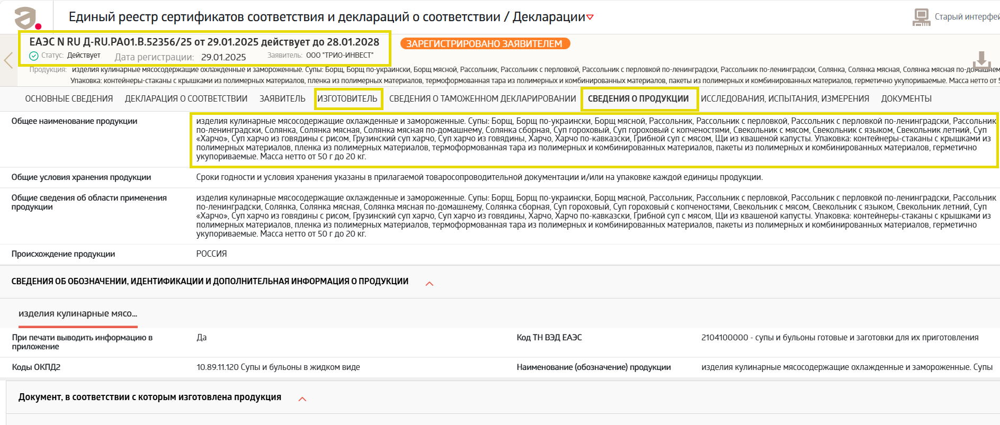 Единый реестр сертификатов соответствия и деклараций о соответствии / Декларации
Старый интерфей
ЕАЭС N RU Д-RU.РА01.В.52356/25 от 29.01.2025 действует до 28.01.2028
ЗАРЕГИСТРИРОВАНО ЗАЯВИТЕЛЕМ
Статус: Действует Дата регистрации: 29.01.2025 Заявитель: ООО "ТРИО-ИНВЕСТ"
Продукция: изделия кулинарные мясосодержащие охлажденные и замороженные. Супы: Борщ, Борщ по-украински, Борщ мясной, Рассольник, Рассольник с перловкой, Рассольник с перловкой по-ленинградски, Рассольник по-ленинградски, Солянка, Солянка мясная, Солянка мясная по-домашнем
Упаковка: контейнеры-стаканы с крышками из полимерных материалов, пленка из полимерных материалов, термоформованная тара из полимерных и комбинированных материалов, пакеты из полимерных и комбинированных материалов, герметично укупориваемые. Масса нетто от 5
ОСНОВНЫЕ СВЕДЕНИЯ ДЕКЛАРАЦИЯ О СООТВЕТСТВИИ ЗАЯВИТЕЛЬ ИЗГОТОВИТЕЛЬ СВЕДЕНИЯ О ТАМОЖЕННОМ ДЕКЛАРИРОВАНИИ СВЕДЕНИЯ О ПРОДУКЦИИ ИССЛЕДОВАНИЯ, ИСПЫТАНИЯ, ИЗМЕРЕНИЯ ДОКУМЕНТЫ
Общее наименование продукции
изделия кулинарные мясосодержащие охлажденные и замороженные. Супы: Борщ, Борщ по-украински, Борщ мясной, Рассольник, Рассольник с перловкой, Рассольник с перловкой по-ленинградски, Рассольник
по-ленинградски, Солянка, Солянка мясная, Солянка мясная по-домашнему, Солянка сборная, Суп гороховый, Суп гороховый с копченостями, Свекольник с мясом, Свекольник с языком, Свекольник летний, Суп
«Харчо», Суп харчо из говядины с рисом, Грузинский суп харчо, Суп харчо из говядины, Харчо, Харчо по-кавказски, Грибной суп с мясом, Щи из квашеной капусты. Упаковка: контейнеры-стаканы с крышками из
полимерных материалов, пленка из полимерных материалов, термоформованная тара из полимерных и комбинированных материалов, пакеты из полимерных и комбинированных материалов, герметично
укупориваемые. Масса нетто от 50 г до 20 кг.
Общие условия хранения продукции
Сроки годности и условия хранения указаны в прилагаемой товаросопроводительной документации и/или на упаковке каждой единицы продукции.
Общие сведения об области применения
продукции
изделия кулинарные мясосодержащие охлажденные и замороженные. Супы: Борщ, Борщ по-украински, Борщ мясной, Рассольник, Рассольник с перловкой, Рассольник с перловкой по-ленинградски, Рассольник
по-ленинградски, Солянка, Солянка мясная, Солянка мясная по-домашнему, Солянка сборная, Суп гороховый, Суп гороховый с копченостями, Свекольник с мясом, Свекольник с языком, Свекольник летний, Суп
«Харчо», Суп харчо из говядины с рисом, Грузинский суп харчо, Суп харчо из говядины, Харчо, Харчо по-кавказски, Грибной суп с мясом, Щи из квашеной капусты. Упаковка: контейнеры-стаканы с крышками из
полимерных материалов, пленка из полимерных материалов, термоформованная тара из полимерных и комбинированных материалов, пакеты из полимерных и комбинированных материалов, герметично
укупориваемые. Масса нетто от 50 г до 20 кг.
Происхождение продукции
РОССИЯ
СВЕДЕНИЯ ОБ ОБОЗНАЧЕНИИ, ИДЕНТИФИКАЦИИ И ДОПОЛНИТЕЛЬНАЯ ИНФОРМАЦИЯ О ПРОДУКЦИИ
изделия кулинарные мясо...
При печати выводить информацию в
приложение
Да
Код ТН ВЭД ЕАЭС
2104100000 - супы и бульоны готовые и заготовки для их приготовления
Коды ОКПД2
10.89.11.120 Супы и бульоны в жидком виде
Наименование (обозначение) продукции
изделия кулинарные мясосодержащие охлажденные и замороженные. Супы
Документ, в соответствии с которым изготовлена продукция